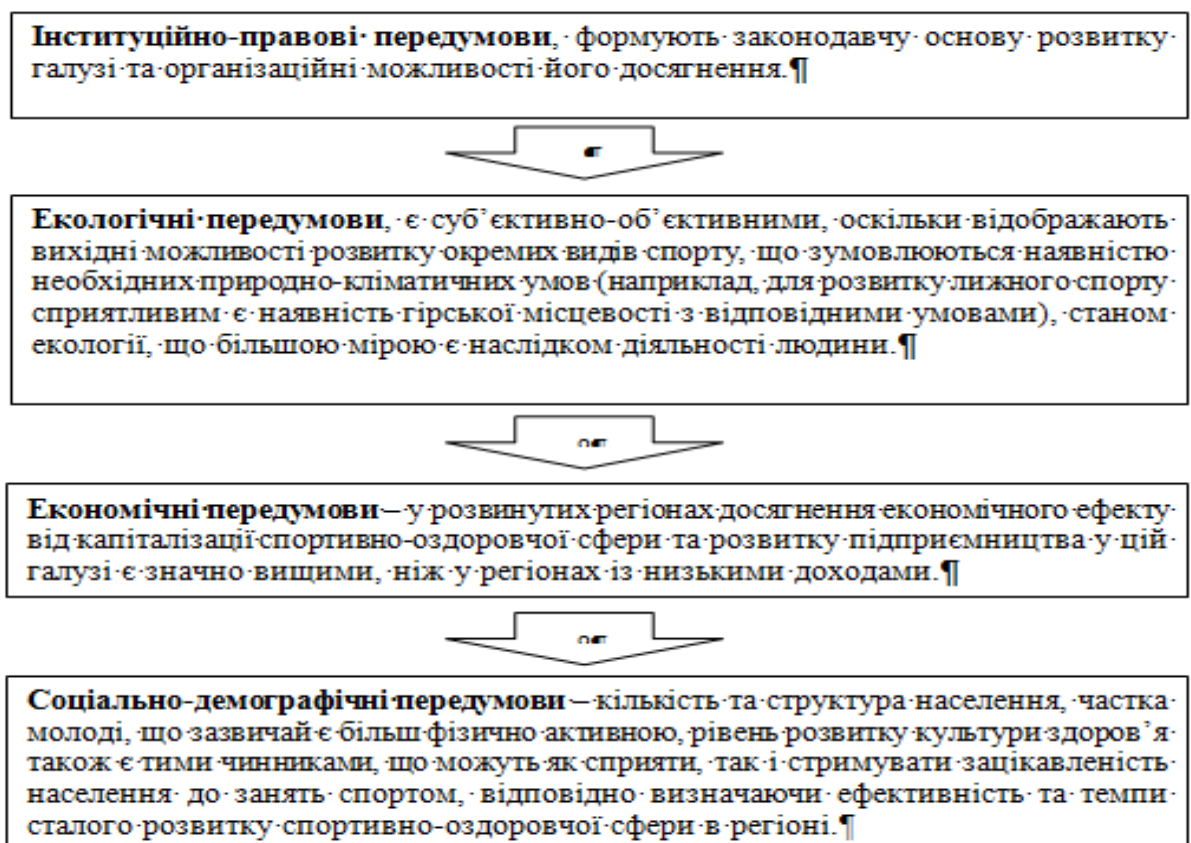 Інституційно-правові передумови, формують законодавчу основу розвитку
галузі та організаційні можливості його досягнення.¶
¶
Екологічні передумови, є суб’єктивно-об’єктивними, оскільки відображають
вихідні можливості розвитку окремих видів спорту, що зумовлюються наявністю
необхідних природно-кліматичних умов (наприклад, для розвитку лижного спорту
сприятливим є наявність гірської місцевості з відповідними умовами), станом
екології, що більшою мірою є наслідком діяльності людини.¶
Економічні передумови – у розвинутих регіонах досягнення економічного ефекту
від капіталізації спортивно-оздоровчої сфери та розвитку підприємництва у цій
галузі є значно вищими, ніж у регіонах із низькими доходами.¶
Соціально-демографічні передумови – кількість та структура населення, частка
молоді, що зазвичай є більш фізично активною, рівень розвитку культури здоров’я
також є тими чинниками, що можуть як сприяти, так і стримувати зацікавленість
населення до занять спортом, відповідно визначаючи ефективність та темпи
сталого розвитку спортивно-оздоровчої сфери в регіоні.¶